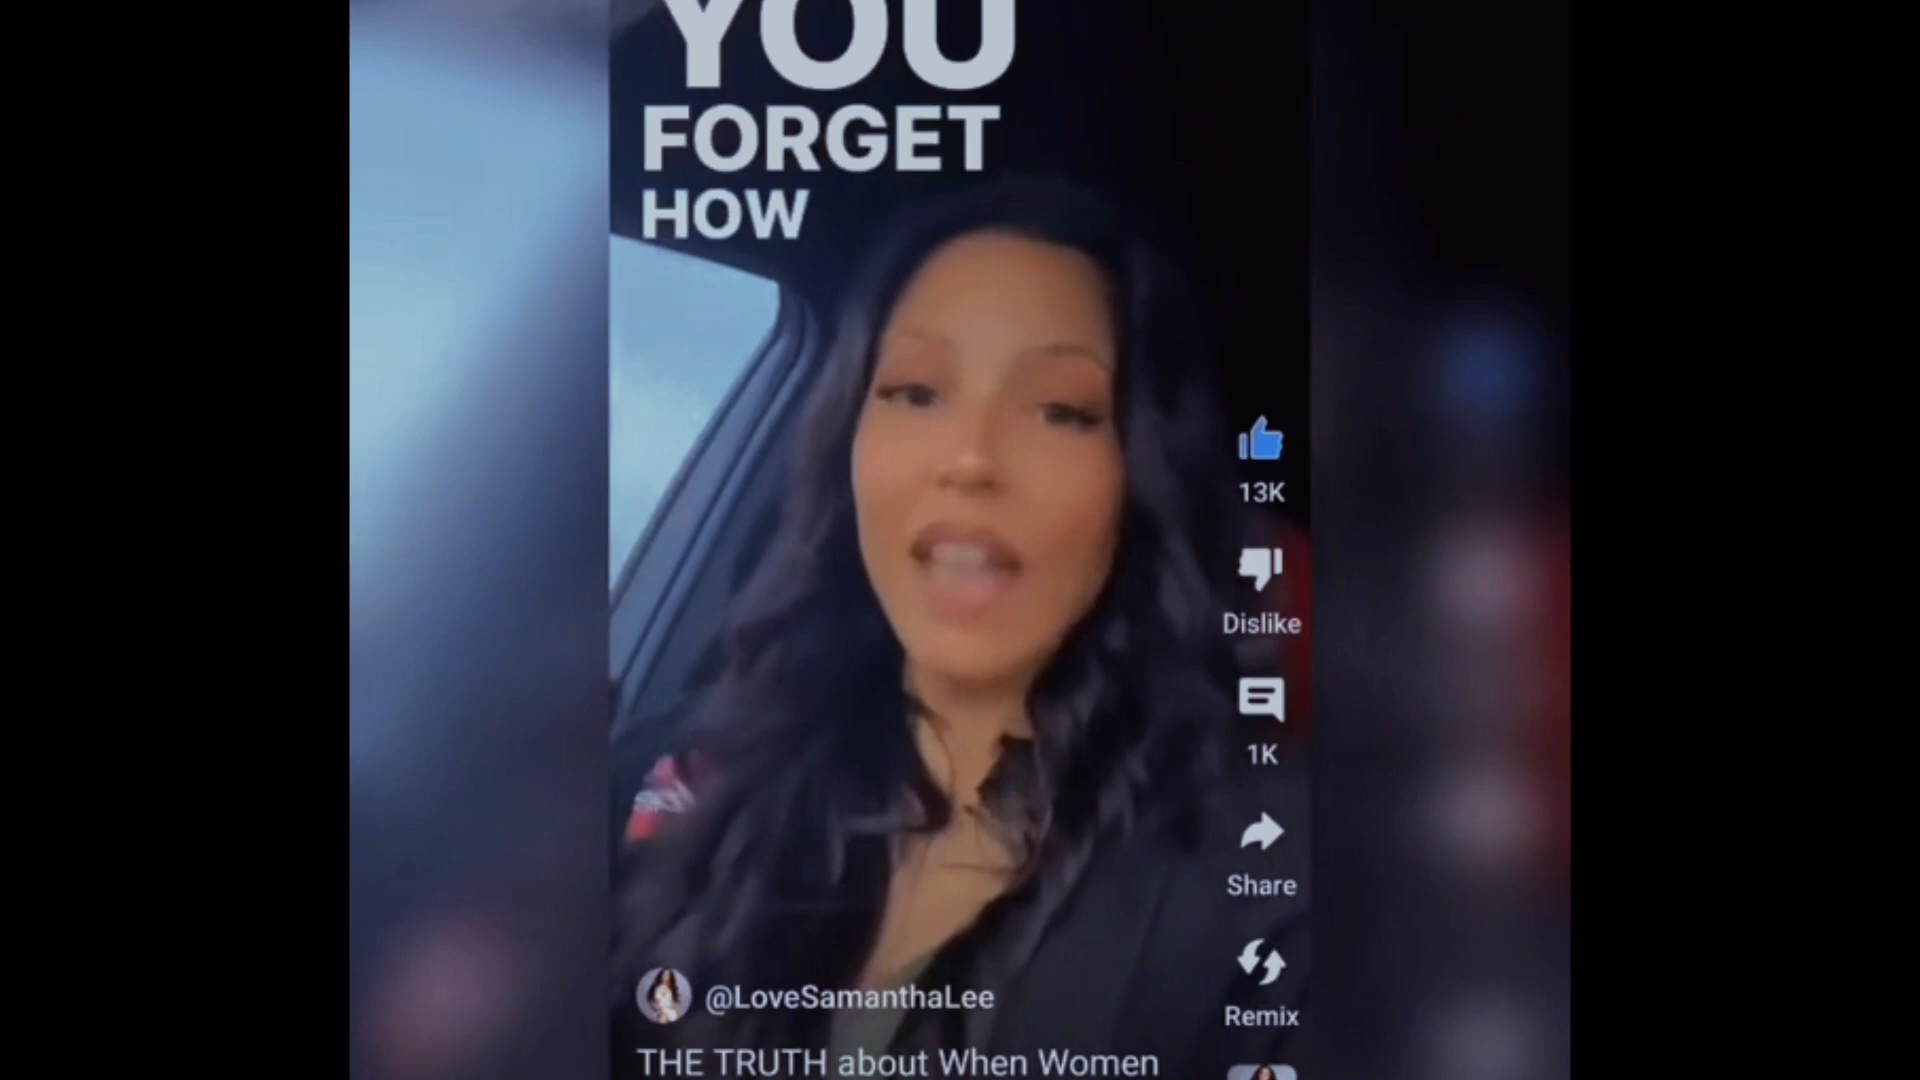 YOU
FORGET
HOW
13K
Dislike
1K
Share
Remix
@LoveSamanthaLee
THE TRUTH about When Women